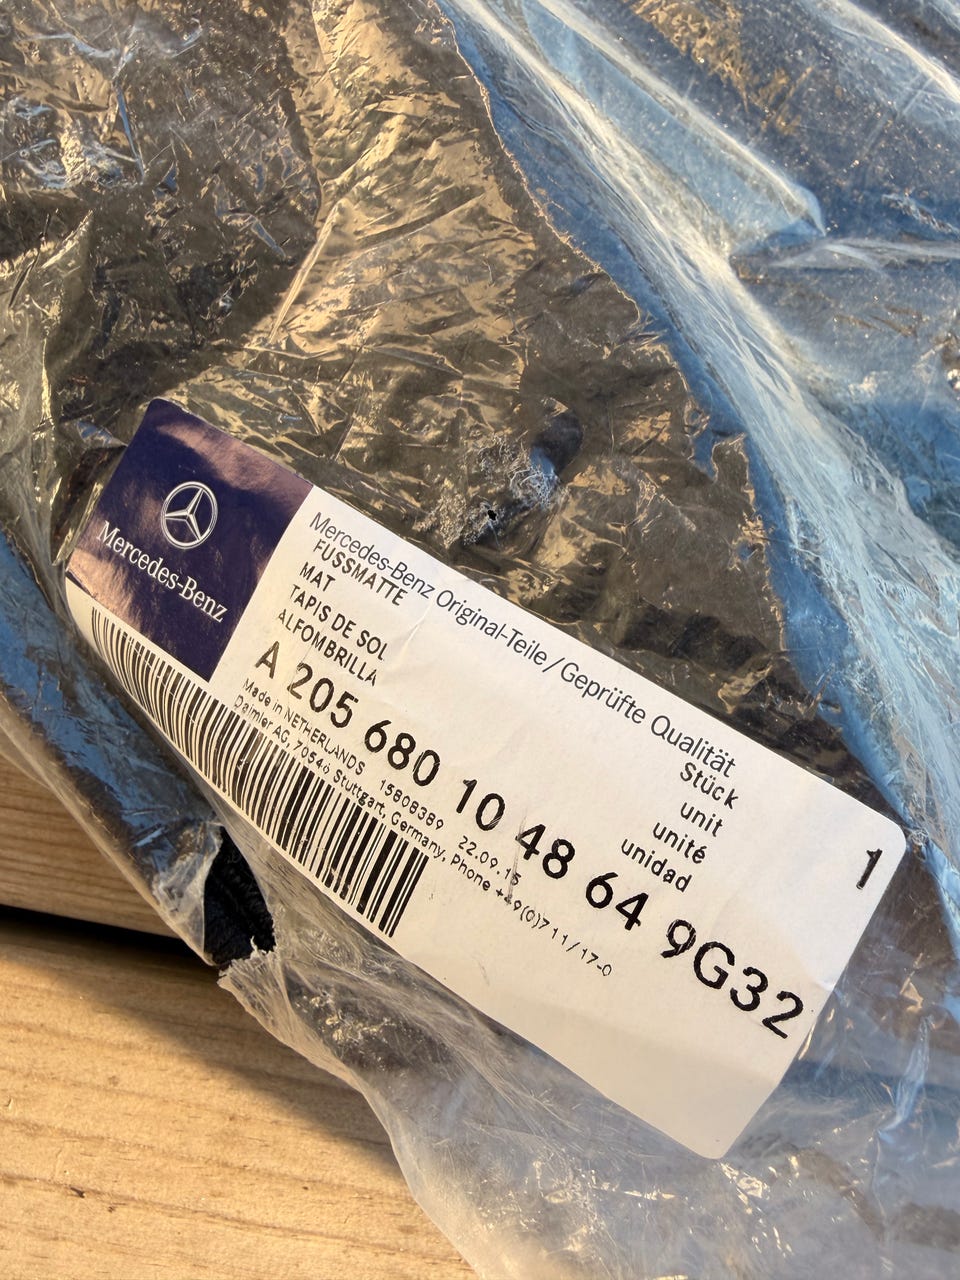 Mercedes-Benz
Mercedes-Benz Original-Teile / Geprüfte Qualität
FUSSMATTE Stück
MAT unit
TAPIS DE SOL unité
ALFOMBRILLA unidad
1
A 205 680 10 48 64 9G32
Made in NETHERLANDS 15808389 22.09.15
Daimler AG, 70546 Stuttgart, Germany, Phone +49(0)711/17-0